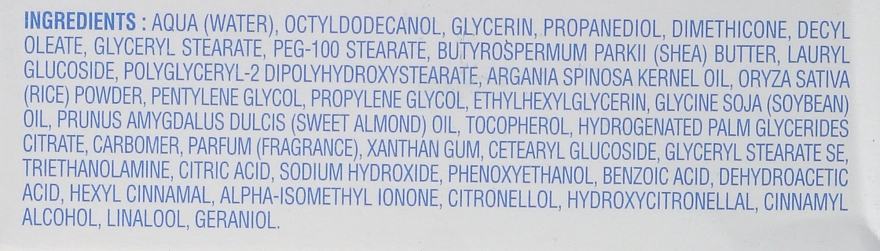 INGREDIENTS : AQUA (WATER), OCTYLDODECANOL, GLYCERIN, PROPANEDIOL, DIMETHICONE, DECYL
OLEATE, GLYCERYL STEARATE, PEG-100 STEARATE, BUTYROSPERMUM PARKII (SHEA) BUTTER, LAURYL
GLUCOSIDE, POLYGLYCERYL-2 DIPOLYHYDROXYSTEARATE, ARGANIA SPINOSA KERNEL OIL, ORYZA SATIVA
(RICE) POWDER, PENTYLENE GLYCOL, PROPYLENE GLYCOL, ETHYLHEXYLGLYCERIN, GLYCINE SOJA (SOYBEAN)
OIL, PRUNUS AMYGDALUS DULCIS (SWEET ALMOND) OIL, TOCOPHEROL, HYDROGENATED PALM GLYCERIDES
CITRATE, CARBOMER, PARFUM (FRAGRANCE), XANTHAN GUM, CETEARYL GLUCOSIDE, GLYCERYL STEARATE SE,
TRIETHANOLAMINE, CITRIC ACID, SODIUM HYDROXIDE, PHENOXYETHANOL, BENZOIC ACID, DEHYDROACETIC
ACID, HEXYL CINNAMAL, ALPHA-ISOMETHYL IONONE, CITRONELLOL, HYDROXYCITRONELLAL, CINNAMYL
ALCOHOL, LINALOOL, GERANIOL.